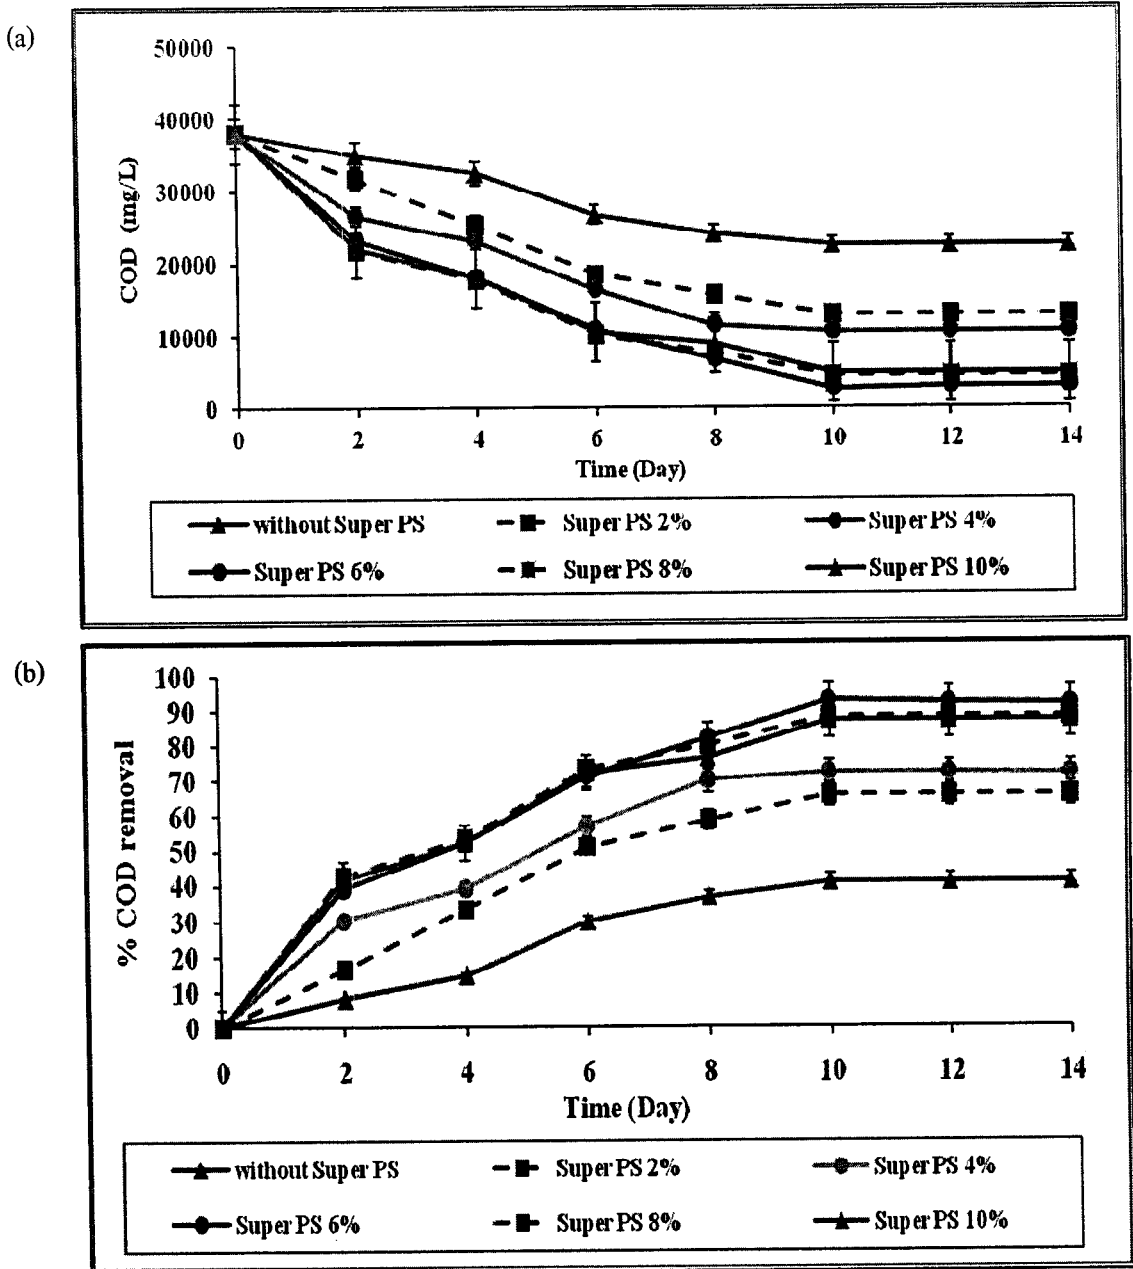 (a)
50000
40000
30000
20000
10000
0
COD (mg/L)
0 2 4 6 8 10 12 14
Time (Day)
without Super PS Super PS 2% Super PS 4%
Super PS 6% Super PS 8% Super PS 10%
(b)
100
90
80
70
60
50
40
30
20
10
0
% COD removal
0 2 4 6 8 10 12 14
Time (Day)
without Super PS Super PS 2% Super PS 4%
Super PS 6% Super PS 8% Super PS 10%